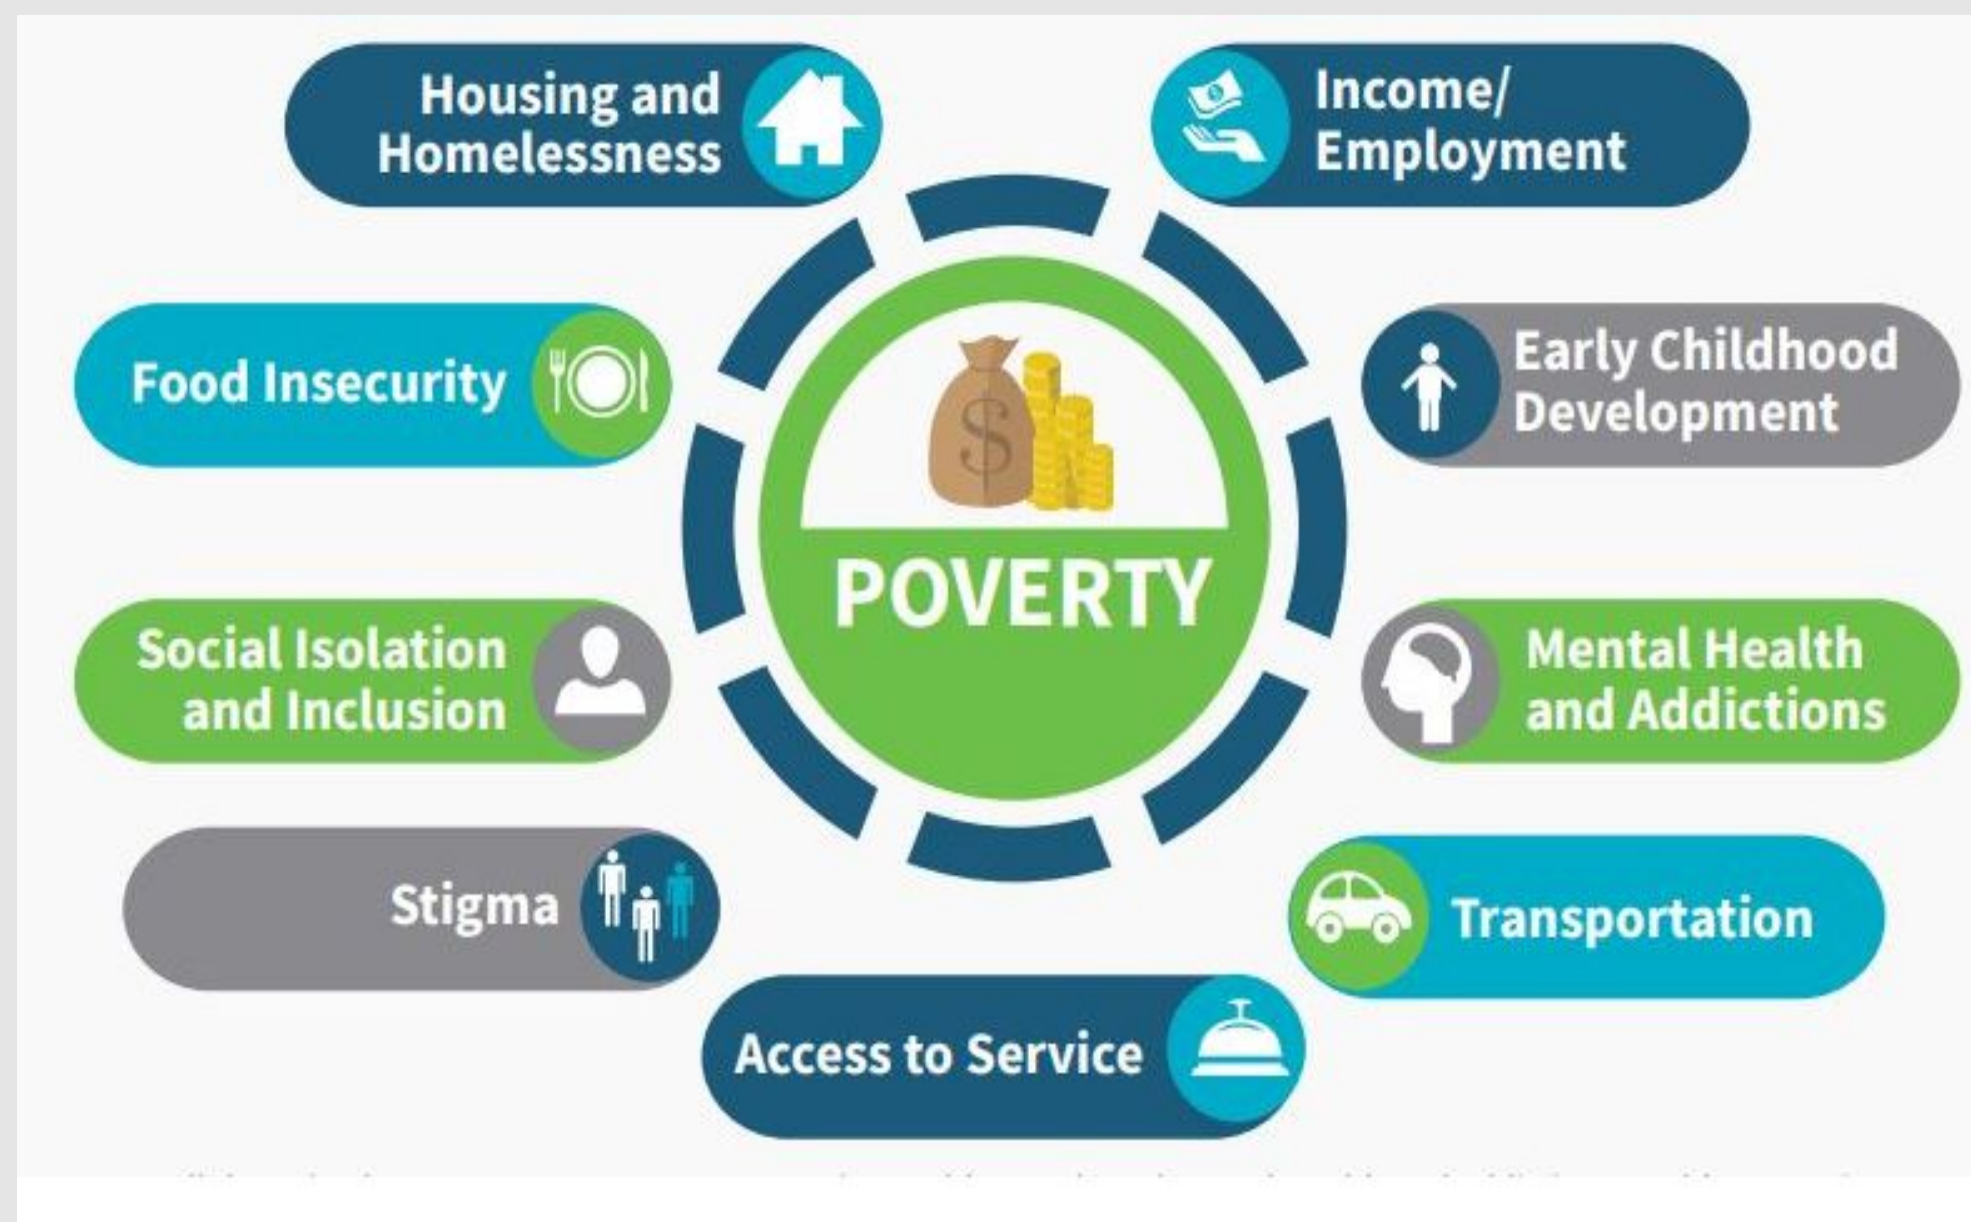 Housing and
Homelessness
Income/
Employment
Food Insecurity
Early Childhood
Development
$
POVERTY
Social Isolation
and Inclusion
Mental Health
and Addictions
Stigma
Transportation
Access to Service